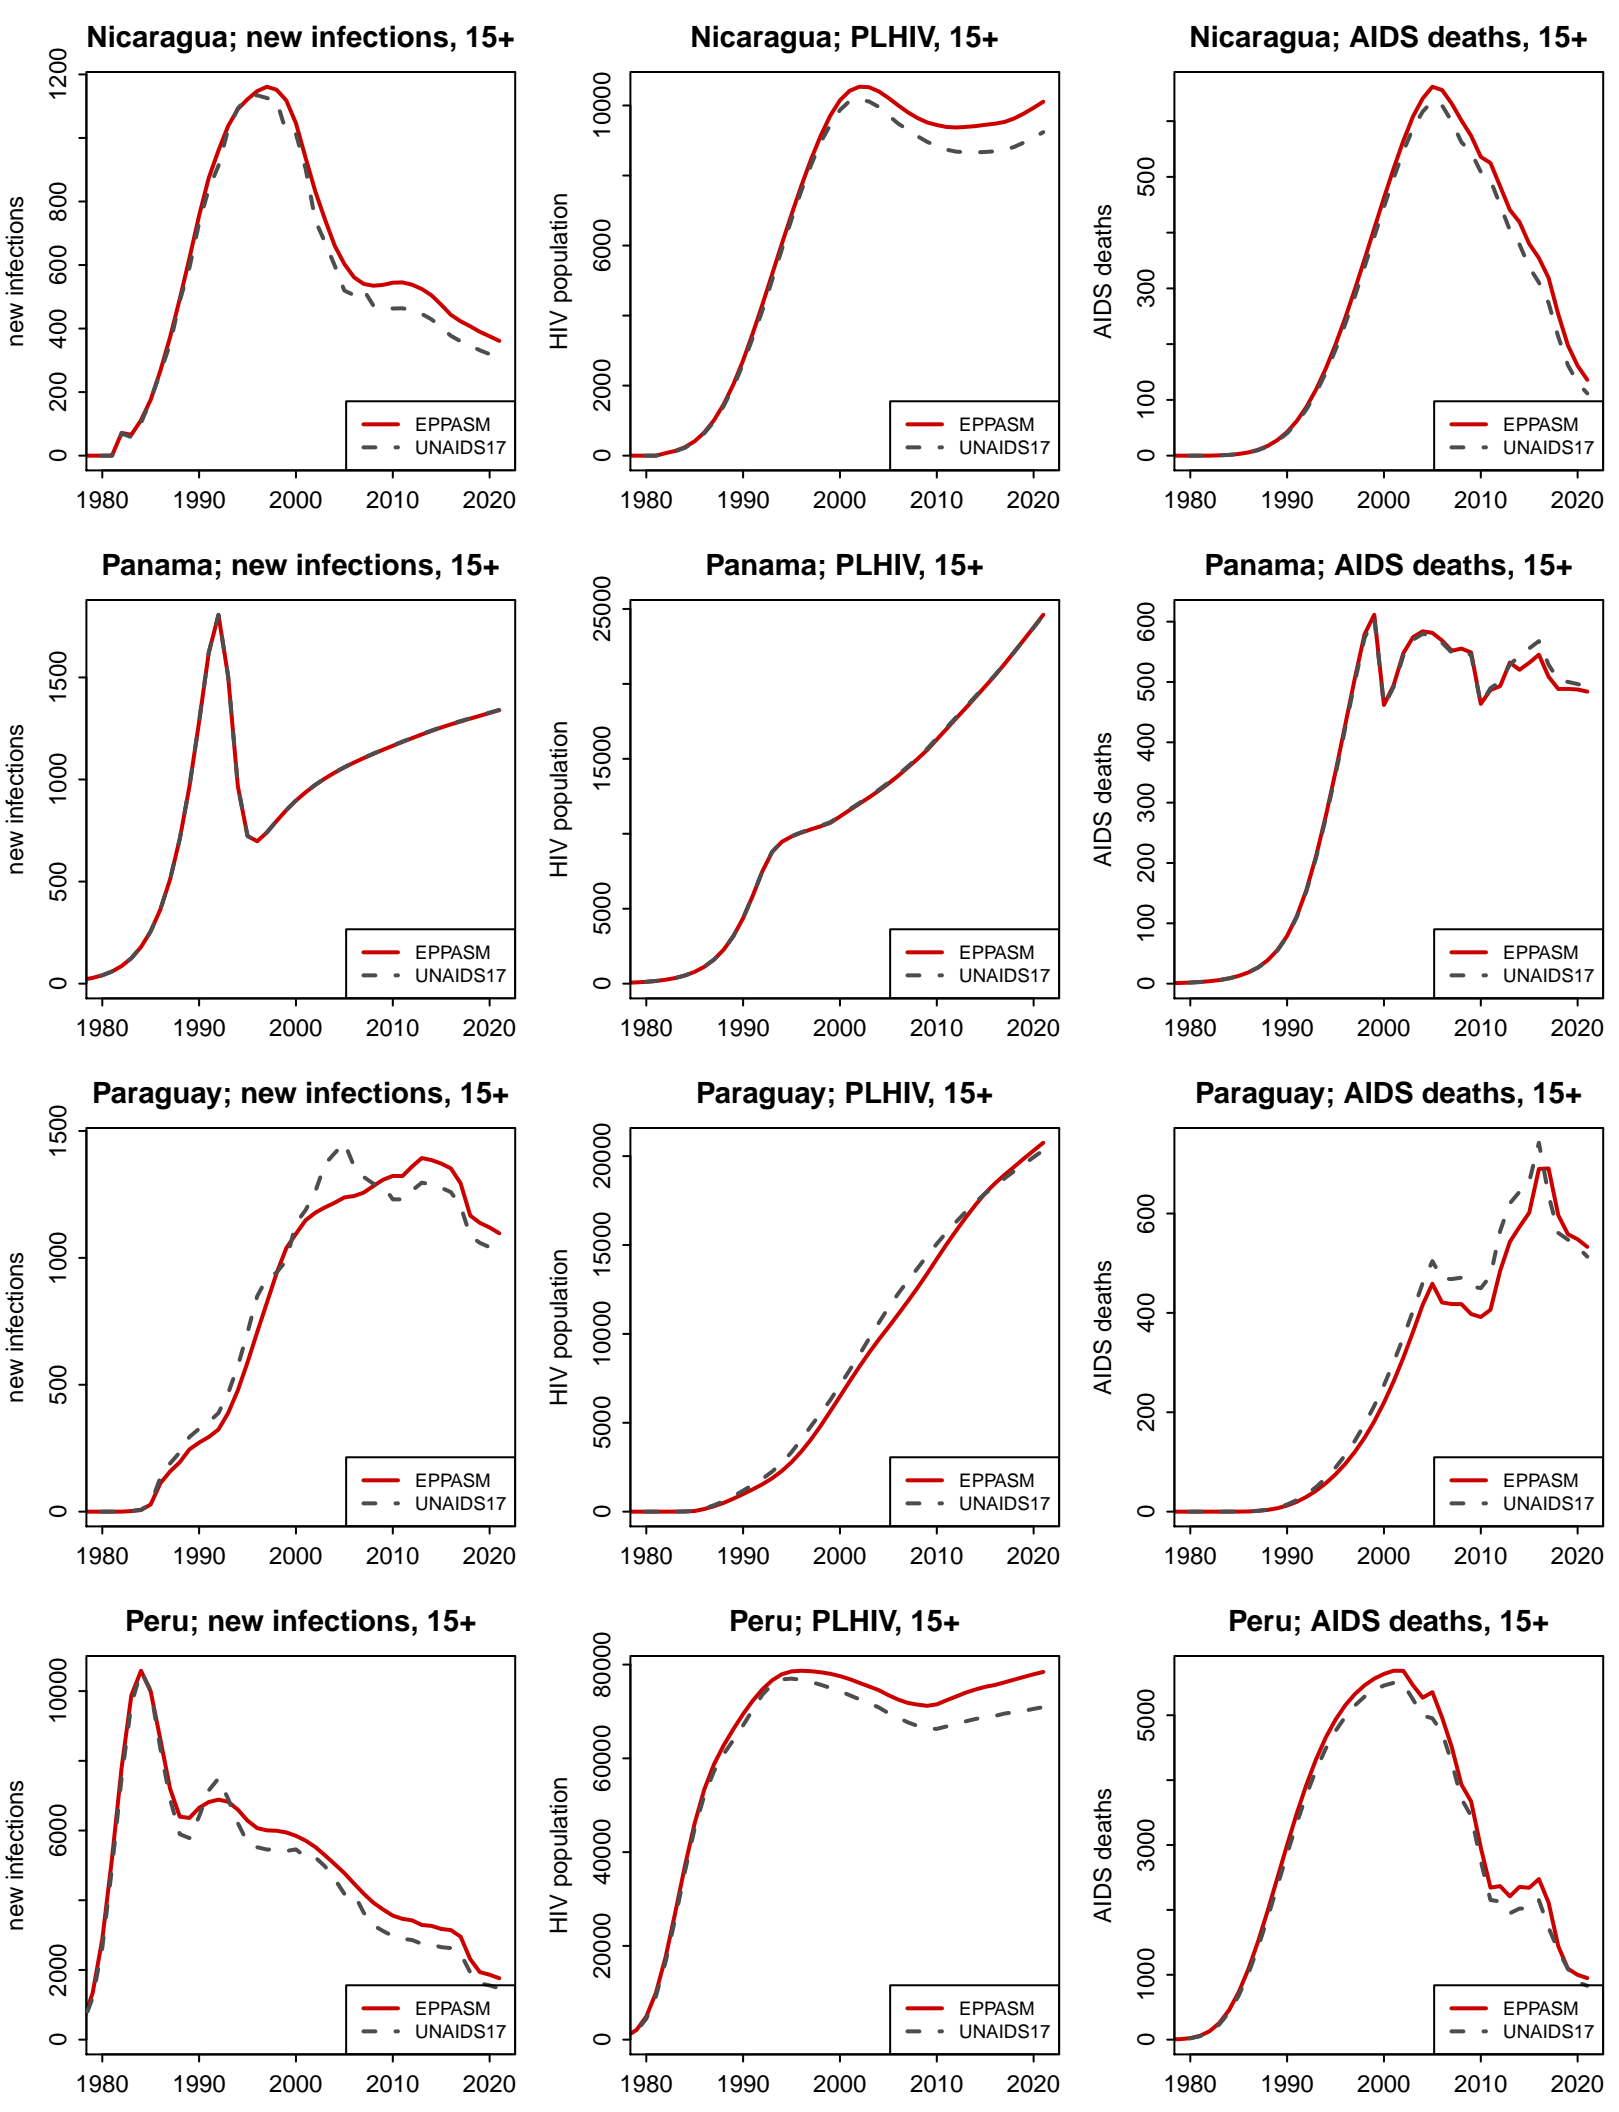 Nicaragua; new infections, 15+
new infections
0 200 400 600 800 1200
1980 1990 2000 2010 2020
EPPASM
UNAIDS17
Nicaragua; PLHIV, 15+
HIV population
0 2000 6000 10000
1980 1990 2000 2010 2020
EPPASM
UNAIDS17
Nicaragua; AIDS deaths, 15+
AIDS deaths
0 100 300 500
1980 1990 2000 2010 2020
EPPASM
UNAIDS17
Panama; new infections, 15+
new infections
0 500 1000 1500
1980 1990 2000 2010 2020
EPPASM
UNAIDS17
Panama; PLHIV, 15+
HIV population
0 5000 15000 25000
1980 1990 2000 2010 2020
EPPASM
UNAIDS17
Panama; AIDS deaths, 15+
AIDS deaths
0 100 200 300 400 500 600
1980 1990 2000 2010 2020
EPPASM
UNAIDS17
Paraguay; new infections, 15+
new infections
0 500 1000 1500
1980 1990 2000 2010 2020
EPPASM
UNAIDS17
Paraguay; PLHIV, 15+
HIV population
0 5000 10000 15000 20000
1980 1990 2000 2010 2020
EPPASM
UNAIDS17
Paraguay; AIDS deaths, 15+
AIDS deaths
0 200 400 600
1980 1990 2000 2010 2020
EPPASM
UNAIDS17
Peru; new infections, 15+
new infections
0 2000 6000 10000
1980 1990 2000 2010 2020
EPPASM
UNAIDS17
Peru; PLHIV, 15+
HIV population
0 20000 40000 60000 80000
1980 1990 2000 2010 2020
EPPASM
UNAIDS17
Peru; AIDS deaths, 15+
AIDS deaths
0 1000 3000 5000
1980 1990 2000 2010 2020
EPPASM
UNAIDS17